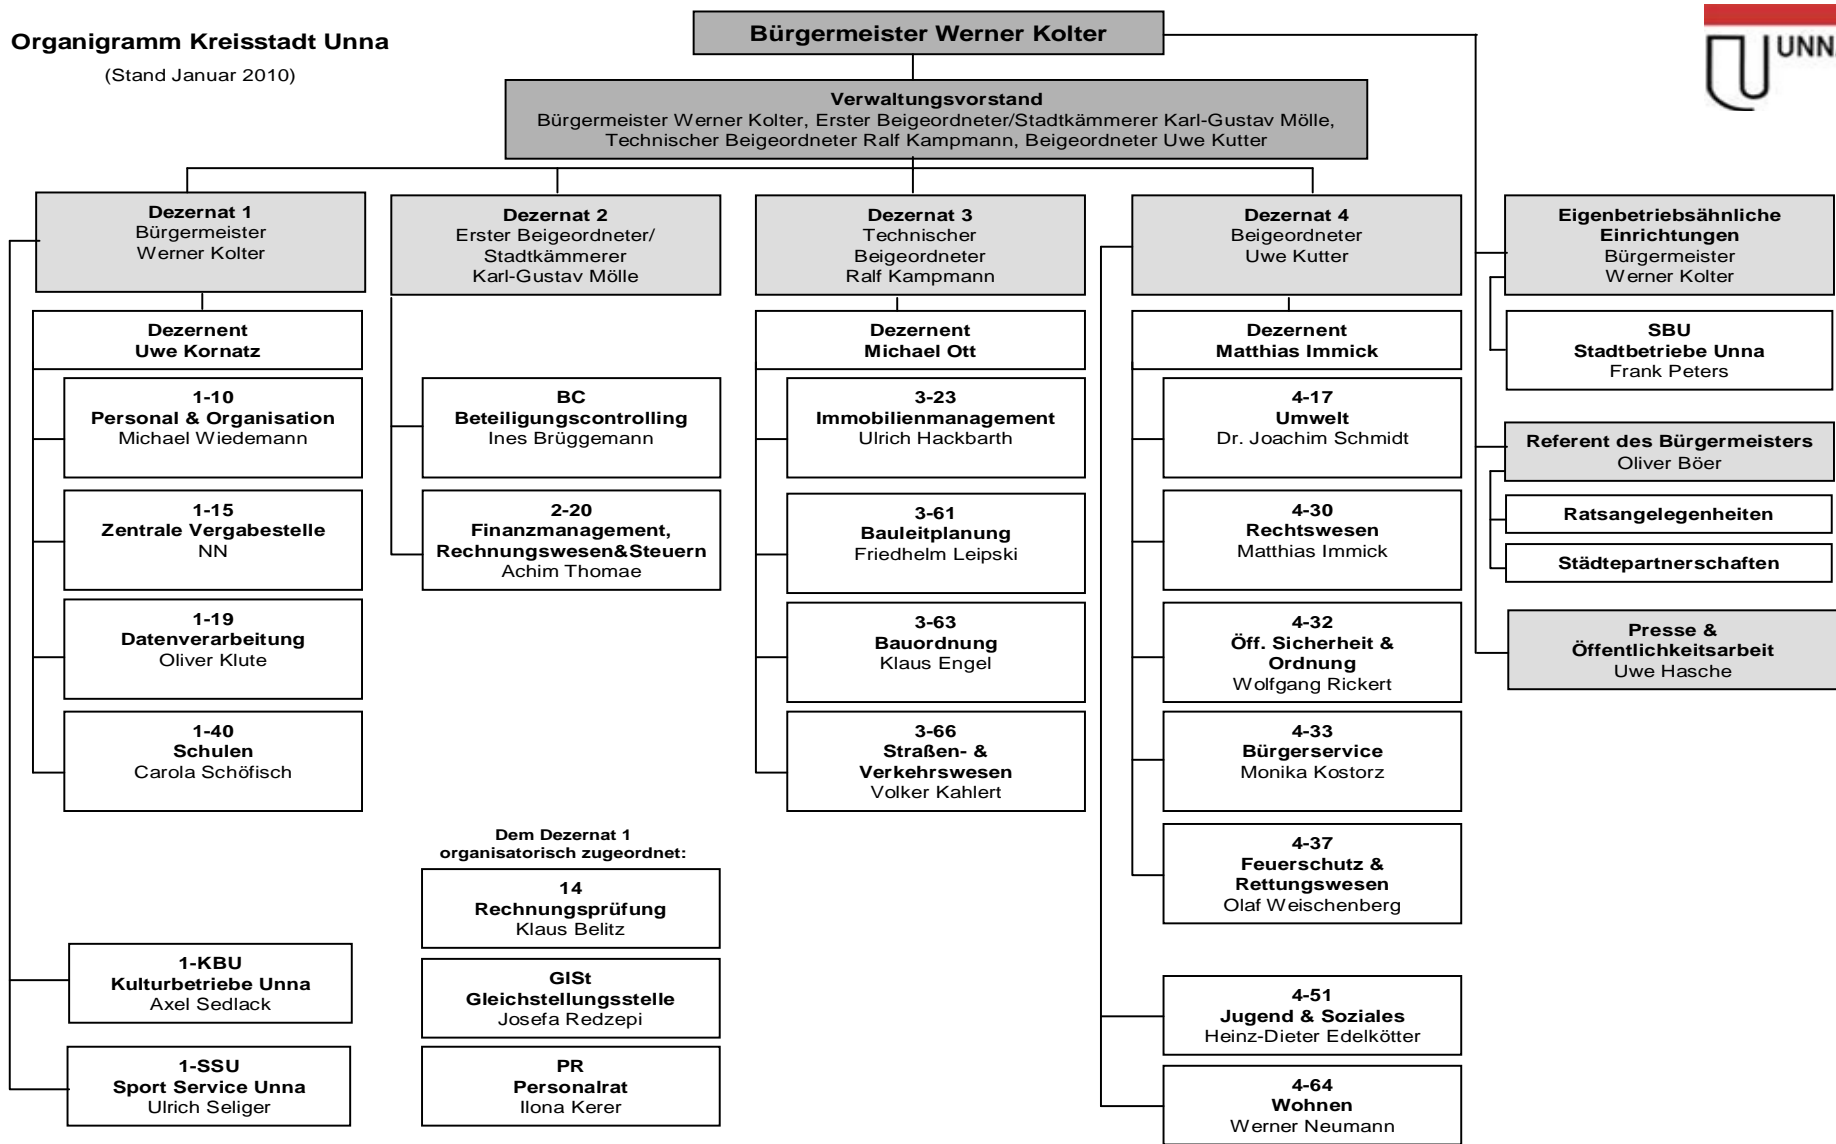 Organigramm Kreisstadt Unna
(Stand Januar 2010)
Bürgermeister Werner Kolter
UNNA
Verwaltungsvorstand
Bürgermeister Werner Kolter, Erster Beigeordneter/Stadtkämmerer Karl-Gustav Mölle,
Technischer Beigeordneter Ralf Kampmann, Beigeordneter Uwe Kutter
Dezernat 1
Bürgermeister
Werner Kolter
Dezernent
Uwe Kornatz
1-10
Personal & Organisation
Michael Wiedemann
1-15
Zentrale Vergabestelle
NN
1-19
Datenverarbeitung
Oliver Klute
1-40
Schulen
Carola Schöfisch
1-KBU
Kulturbetriebe Unna
Axel Sedlack
1-SSU
Sport Service Unna
Ulrich Seliger
Dezernat 2
Erster Beigeordneter/
Stadtkämmerer
Karl-Gustav Mölle
BC
Beteiligungscontrolling
Ines Brüggemann
2-20
Finanzmanagement,
Rechnungswesen&Steuern
Achim Thomae
Dem Dezernat 1
organisatorisch zugeordnet:
14
Rechnungsprüfung
Klaus Belitz
GlSt
Gleichstellungsstelle
Josefa Redzepi
PR
Personalrat
Ilona Kerer
Dezernat 3
Technischer
Beigeordneter
Ralf Kampmann
Dezernent
Michael Ott
3-23
Immobilienmanagement
Ulrich Hackbarth
3-61
Bauleitplanung
Friedhelm Leipski
3-63
Bauordnung
Klaus Engel
3-66
Straßen- &
Verkehrswesen
Volker Kahlert
Dezernat 4
Beigeordneter
Uwe Kutter
Dezernent
Matthias Immick
4-17
Umwelt
Dr. Joachim Schmidt
4-30
Rechtswesen
Matthias Immick
4-32
Öff. Sicherheit &
Ordnung
Wolfgang Rickert
4-33
Bürgerservice
Monika Kostorz
4-37
Feuerschutz &
Rettungswesen
Olaf Weischenberg
4-51
Jugend & Soziales
Heinz-Dieter Edelkötter
4-64
Wohnen
Werner Neumann
Eigenbetriebsähnliche
Einrichtungen
Bürgermeister
Werner Kolter
SBU
Stadtbetriebe Unna
Frank Peters
Referent des Bürgermeisters
Oliver Böer
Ratsangelegenheiten
Städtepartnerschaften
Presse &
Öffentlichkeitsarbeit
Uwe Hasche